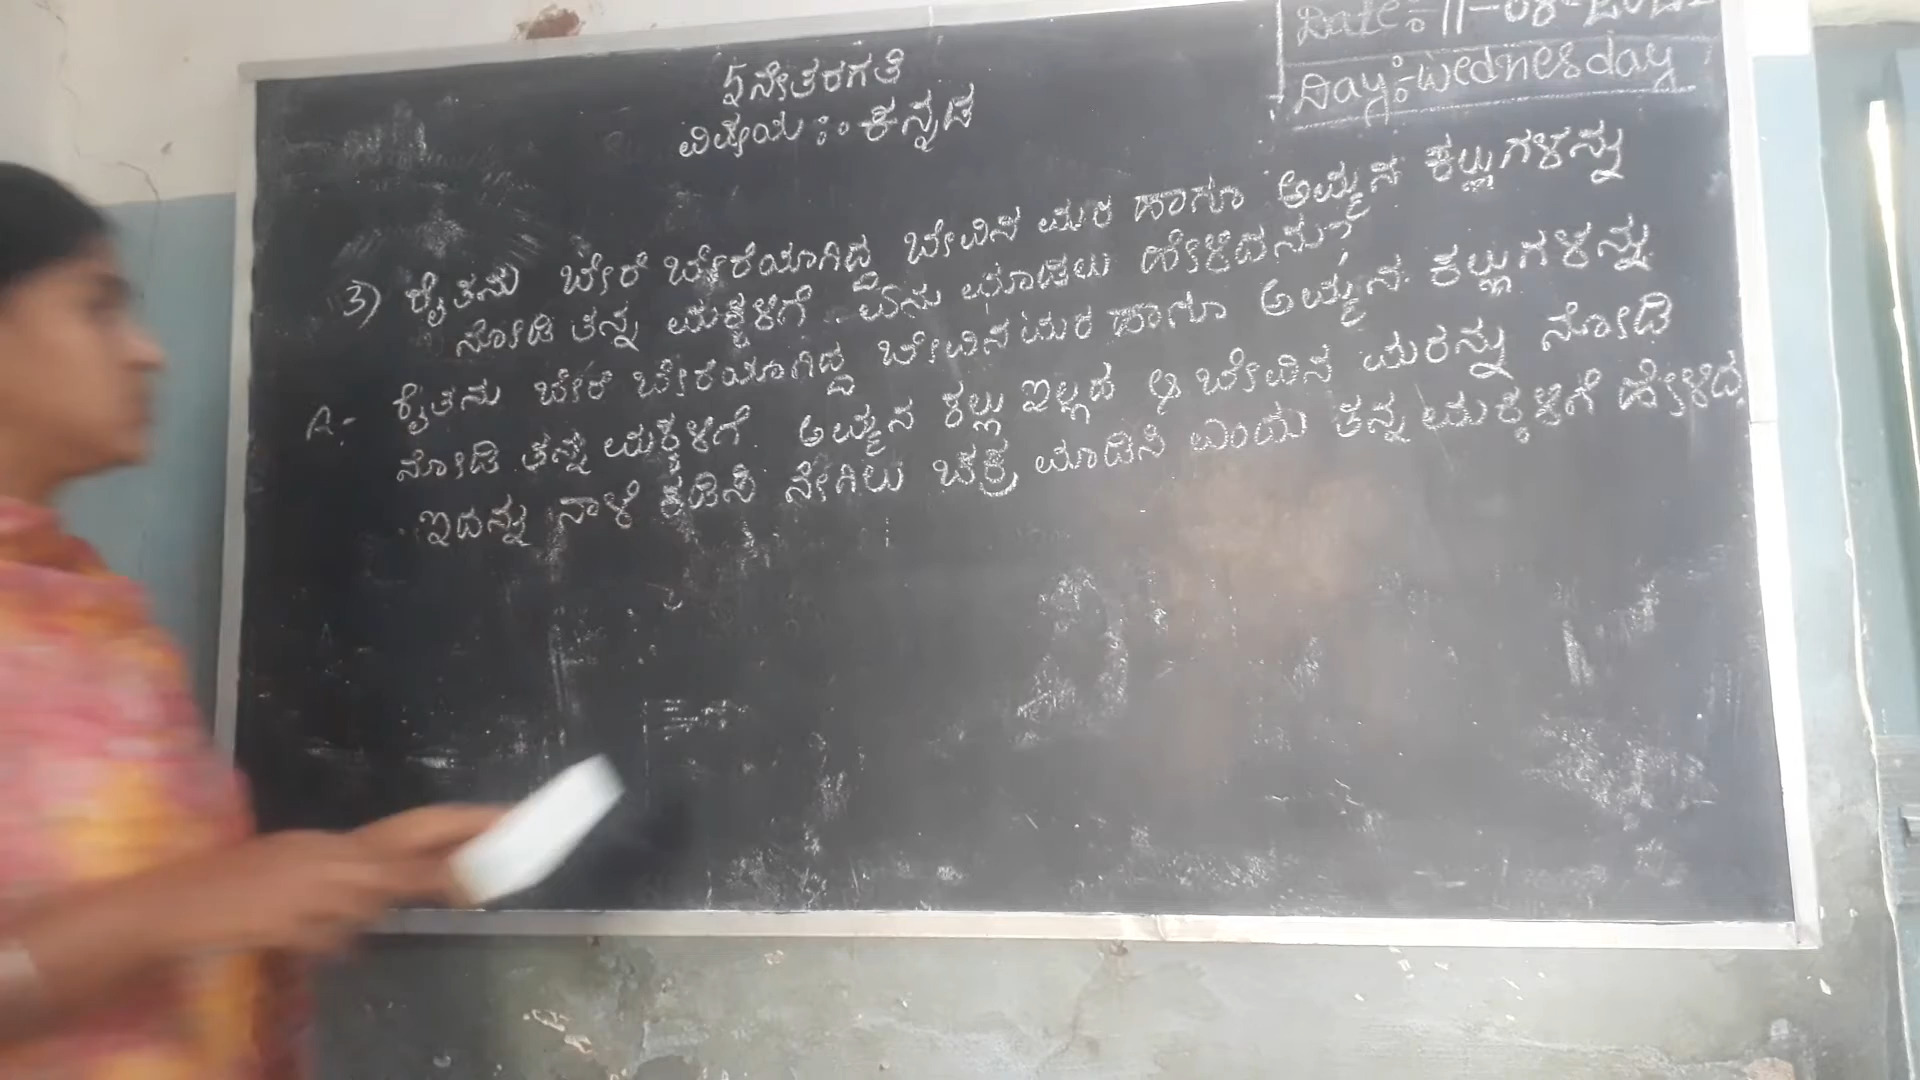 Date:-11-08-2021
Day:-Wednesday
5ನೇತರಗತಿ
ವಿಷಯ :- ಕನ್ನಡ
3) ರೈತನು ಬೇರೆ ಬೇರೆಯಾಗಿದ್ದ ಬೇವಿನ ಮರ ಹಾಗೂ ಅಮ್ಮನ ಕಲ್ಲುಗಳನ್ನು
ನೋಡಿ ತನ್ನ ಮಕ್ಕಳಿಗೆ ಏನು ಮಾಡಲು ಹೇಳಿದನು?
A:- ರೈತನು ಬೇರೆ ಬೇರೆಯಾಗಿದ್ದ ಬೇವಿನ ಮರ ಹಾಗೂ ಅಮ್ಮನ ಕಲ್ಲುಗಳನ್ನು
ನೋಡಿ ತನ್ನ ಮಕ್ಕಳಿಗೆ ಅಮ್ಮನ ಕಲ್ಲು ಇಲ್ಲದ ಆ ಬೇವಿನ ಮರನ್ನು ನೋಡಿ
ಇದನ್ನು ನಾಳೆ ಕಡಿಸಿ ನೇಗಿಲು ಚಕ್ರ ಮಾಡಿಸಿ ಎಂದು ತನ್ನ ಮಕ್ಕಳಿಗೆ ಹೇಳಿದ.